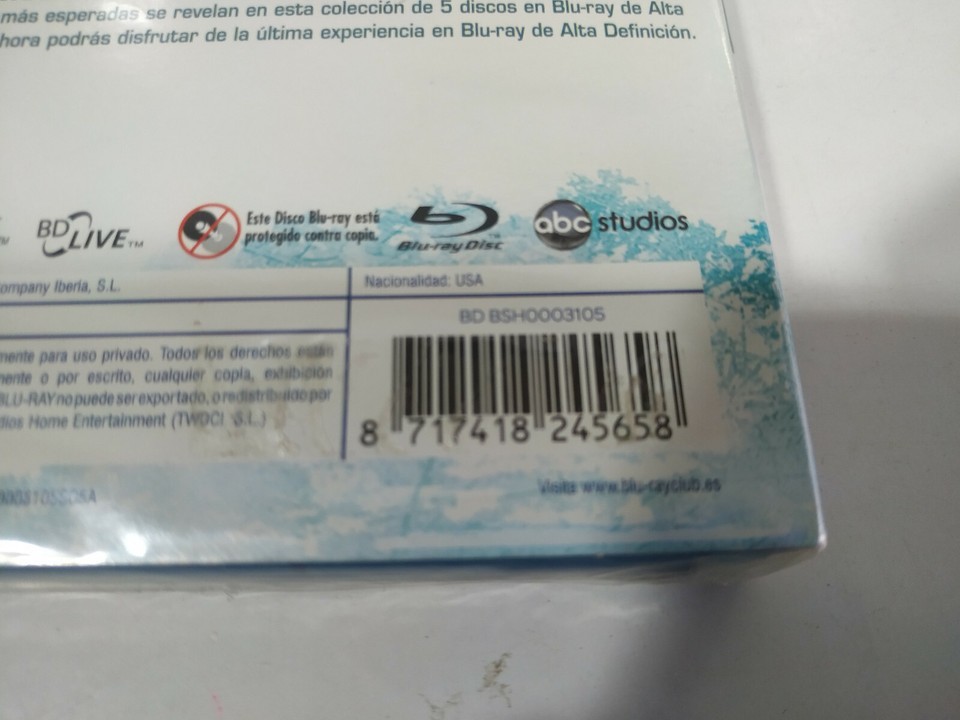 más esperadas se revelan en esta colección de 5 discos en Blu-ray de Alta
hora podrás disfrutar de la última experiencia en Blu-ray de Alta Definición.
BD LIVE TM
Este Disco Blu-ray está
protegido contra copia.
Blu-ray Disc
abc studios
ompany Iberia, S.L.
Nacionalidad: USA
BD BSH0003105
mente para uso privado. Todos los derechos están
mente o por escrito, cualquier copia, exhibición
BLU-RAY no puede ser exportado, o redistribuido por
dios Home Entertainment (TWDCI, S.L.)
8 717418 245658
Visita: www.blu-rayclub.es